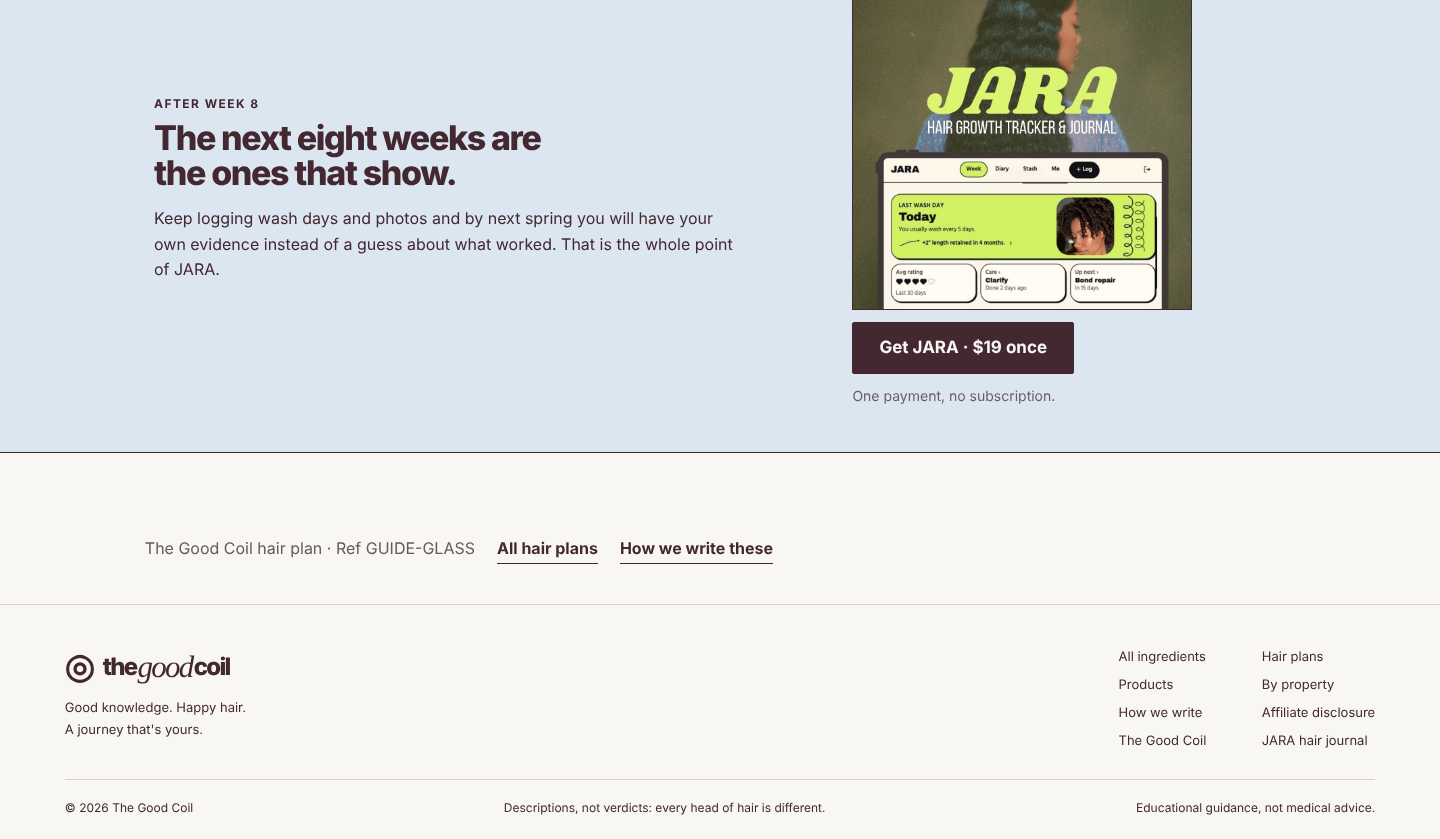 AFTER WEEK 8
The next eight weeks are
the ones that show.
Keep logging wash days and photos and by next spring you will have your
own evidence instead of a guess about what worked. That is the whole point
of JARA.
JARA
HAIR GROWTH TRACKER & JOURNAL
JARA
Week
Diary
Stash
Me
+ Log
LAST WASH DAY
Today
You usually wash every 5 days.
+2" length retained in 4 months. ›
Avg rating
Last 30 days
Care ›
Clarify
Done 2 days ago
Up next ›
Bond repair
In 15 days
Get JARA · $19 once
One payment, no subscription.
The Good Coil hair plan · Ref GUIDE-GLASS
All hair plans
How we write these
thegoodcoil
Good knowledge. Happy hair.
A journey that's yours.
All ingredients
Products
How we write
The Good Coil
Hair plans
By property
Affiliate disclosure
JARA hair journal
© 2026 The Good Coil
Descriptions, not verdicts: every head of hair is different.
Educational guidance, not medical advice.